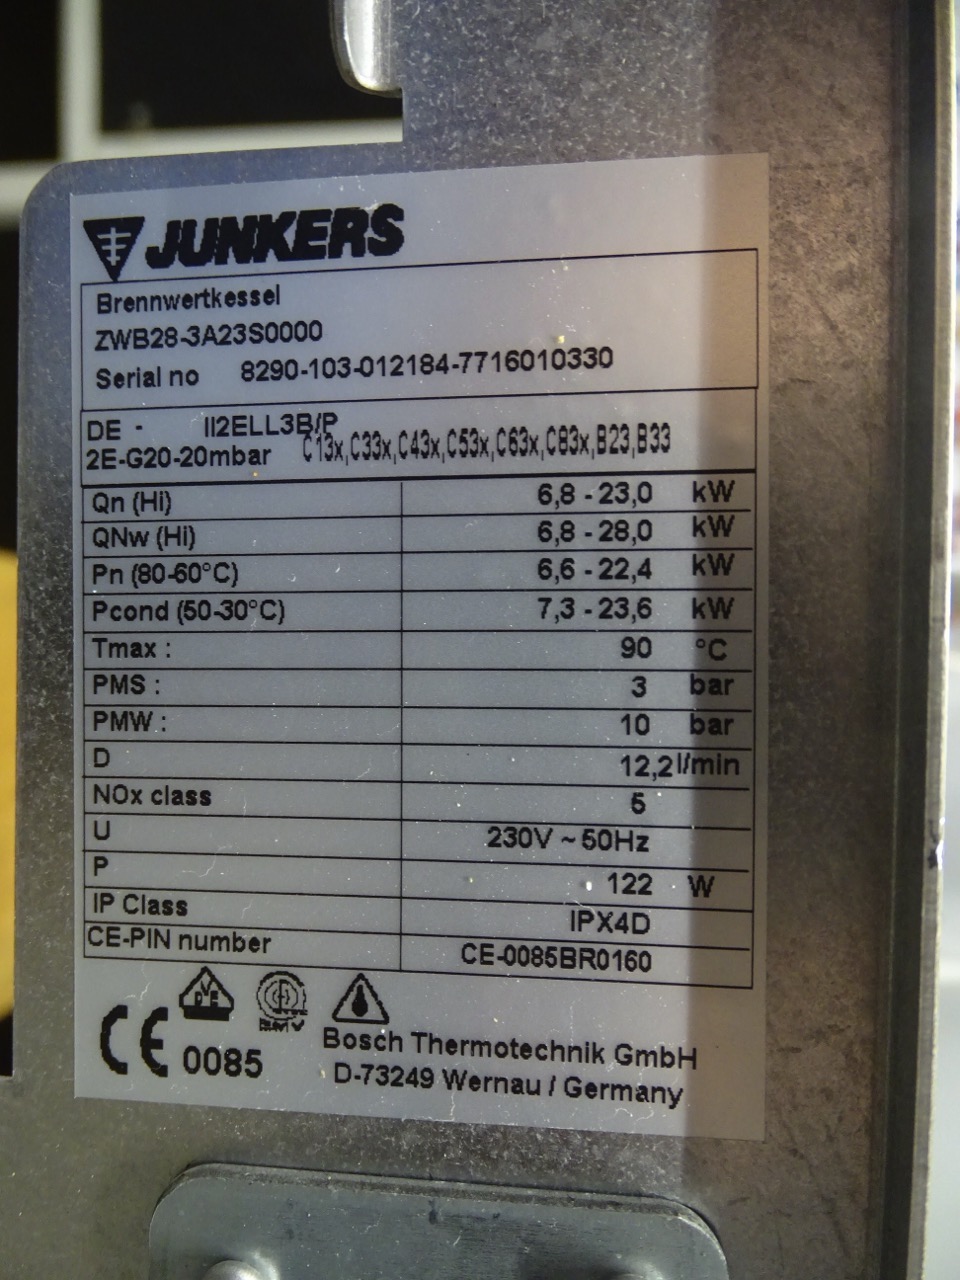 JUNKERS
Brennwertkessel
ZWB28-3A23S0000
Serial no 8290-103-012184-7716010330
DE - II2ELL3B/P
2E-G20-20mbar C13x,C33x,C43x,C53x,C63x,C83x,B23,B33
Qn (Hi) 6,8 - 23,0 kW
QNw (Hi) 6,8 - 28,0 kW
Pn (80-60°C) 6,6 - 22,4 kW
Pcond (50-30°C) 7,3 - 23,6 kW
Tmax : 90 °C
PMS : 3 bar
PMW : 10 bar
D 12,2 l/min
NOx class 5
U 230V ~ 50Hz
P 122 W
IP Class IPX4D
CE-PIN number CE-0085BR0160
DVE
EMV
CE 0085
Bosch Thermotechnik GmbH
D-73249 Wernau / Germany